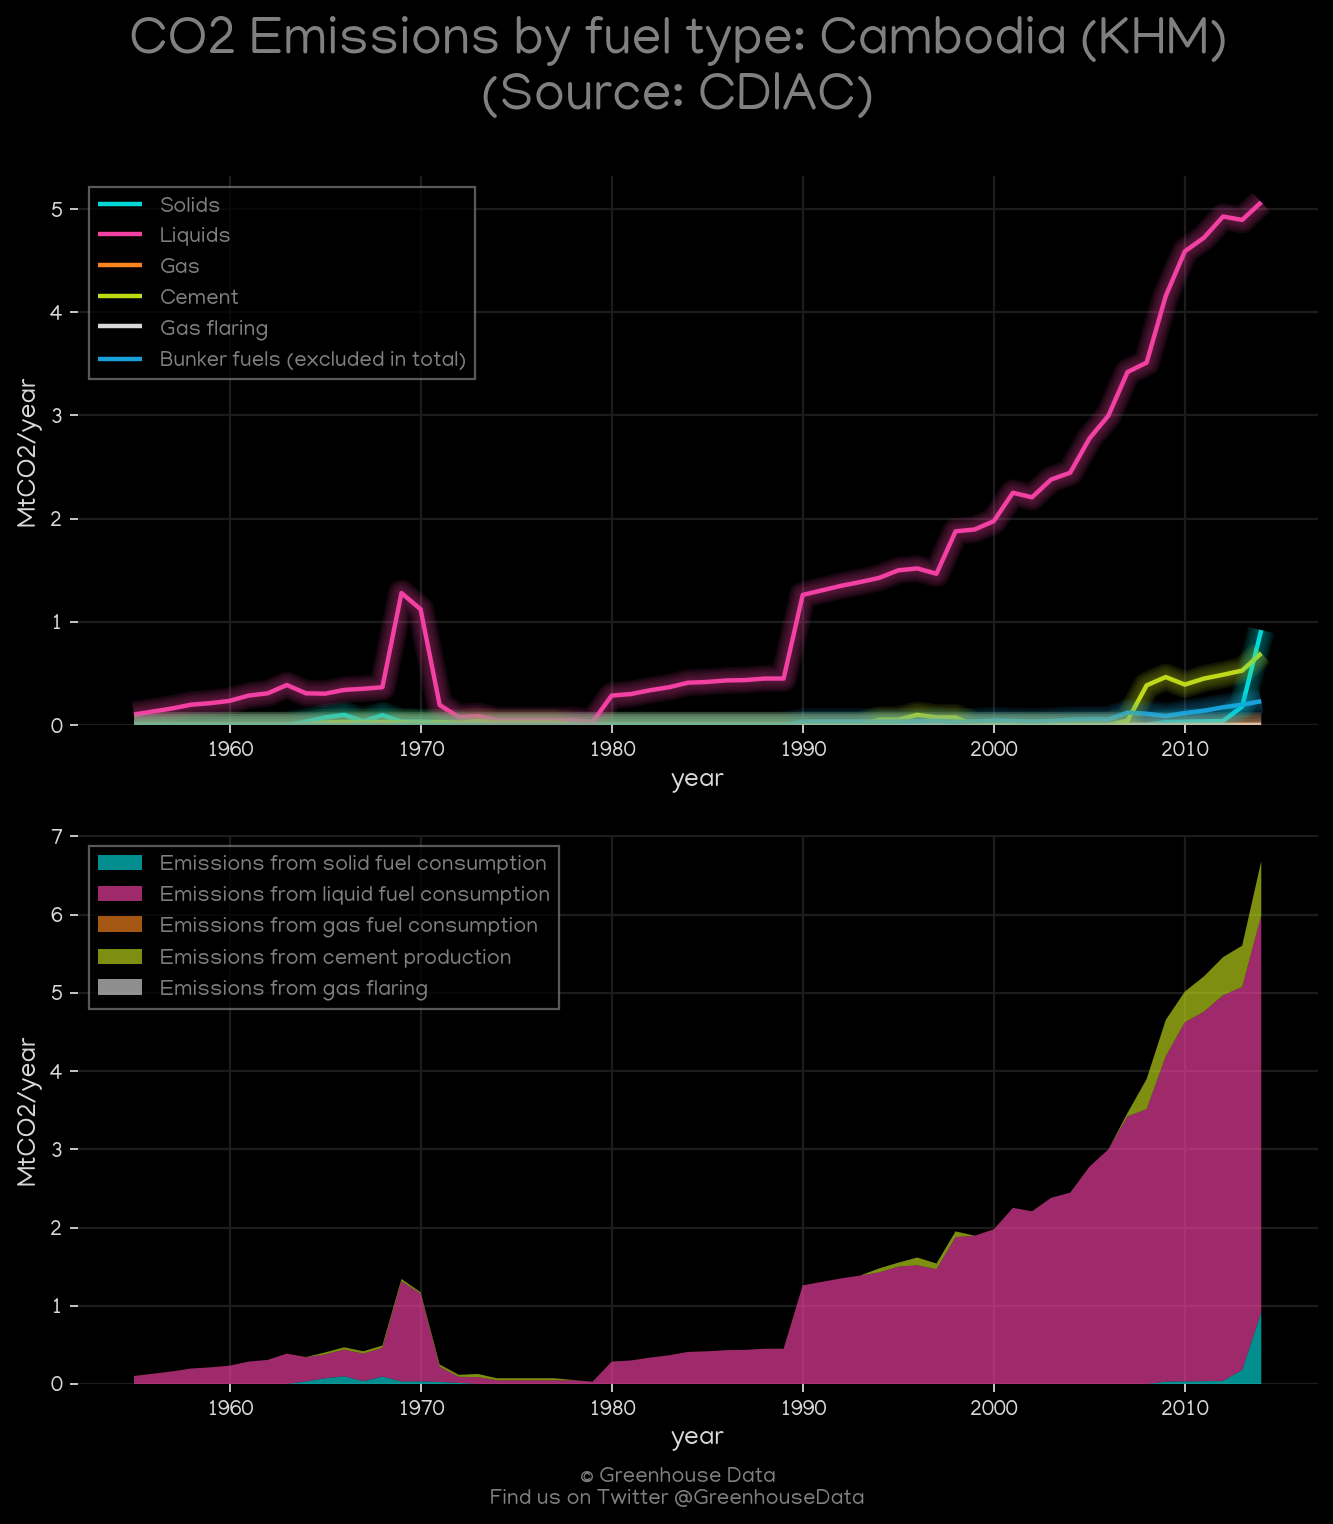 CO2 Emissions by fuel type: Cambodia (KHM)
(Source: CDIAC)
Solids
Liquids
Gas
Cement
Gas flaring
Bunker fuels (excluded in total)
MtCO2/year
5
4
3
2
1
0
1960 1970 1980 1990 2000 2010
year
Emissions from solid fuel consumption
Emissions from liquid fuel consumption
Emissions from gas fuel consumption
Emissions from cement production
Emissions from gas flaring
MtCO2/year
7
6
5
4
3
2
1
0
1960 1970 1980 1990 2000 2010
year
© Greenhouse Data
Find us on Twitter @GreenhouseData